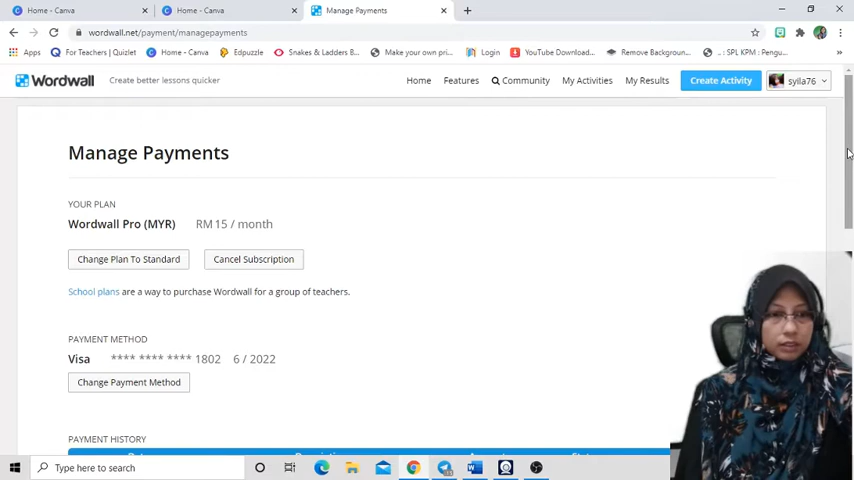 Home - Canva
Home - Canva
Manage Payments
wordwall.net/payment/managepayments
Apps
For Teachers | Quizlet
Home - Canva
Edpuzzle
Snakes & Ladders B...
Make your own pri...
Login
YouTube Download...
Remove Backgroun...
.: SPL KPM : Pengu...
Wordwall
Create better lessons quicker
Home
Features
Community
My Activities
My Results
Create Activity
syila76
Manage Payments
YOUR PLAN
Wordwall Pro (MYR) RM 15 / month
Change Plan To Standard
Cancel Subscription
School plans are a way to purchase Wordwall for a group of teachers.
PAYMENT METHOD
Visa **** **** **** 1802 6 / 2022
Change Payment Method
PAYMENT HISTORY
Type here to search